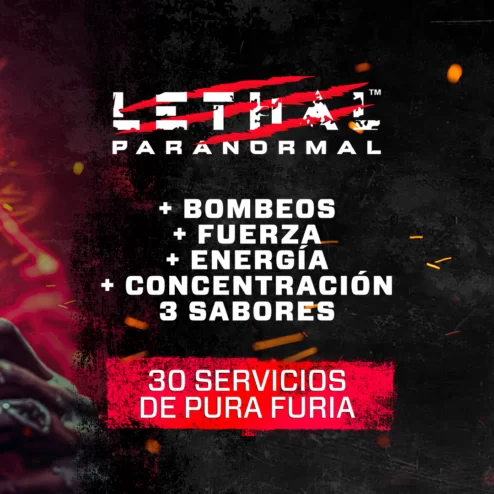 LETHAL™
PARANORMAL
+ BOMBEOS
+ FUERZA
+ ENERGÍA
+ CONCENTRACIÓN
3 SABORES
30 SERVICIOS
DE PURA FURIA